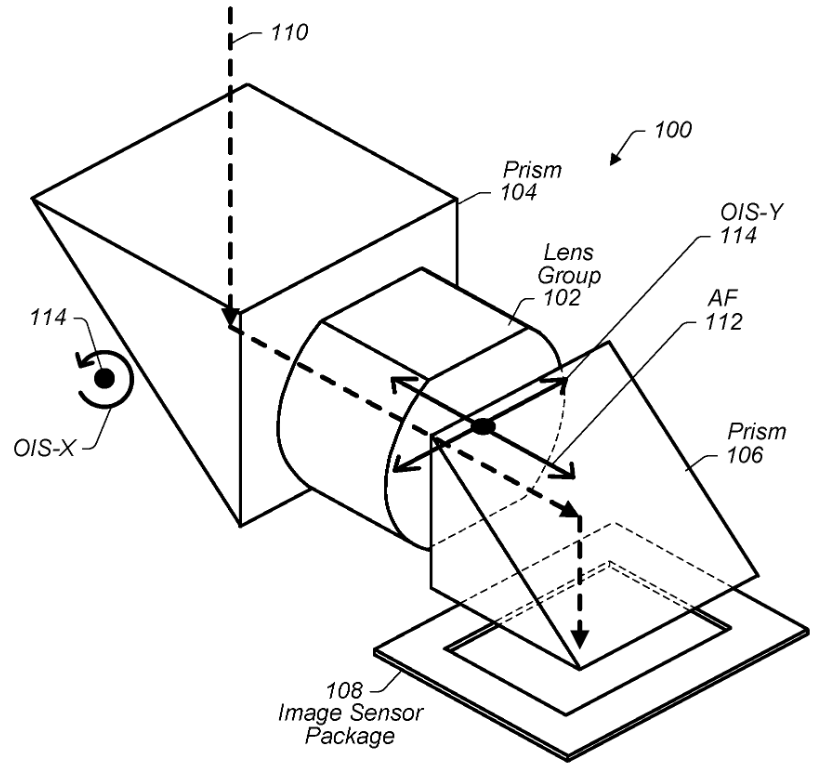 110
100
Prism
104
OIS-Y
114
Lens
Group
102
AF
112
114
OIS-X
Prism
106
108
Image Sensor
Package